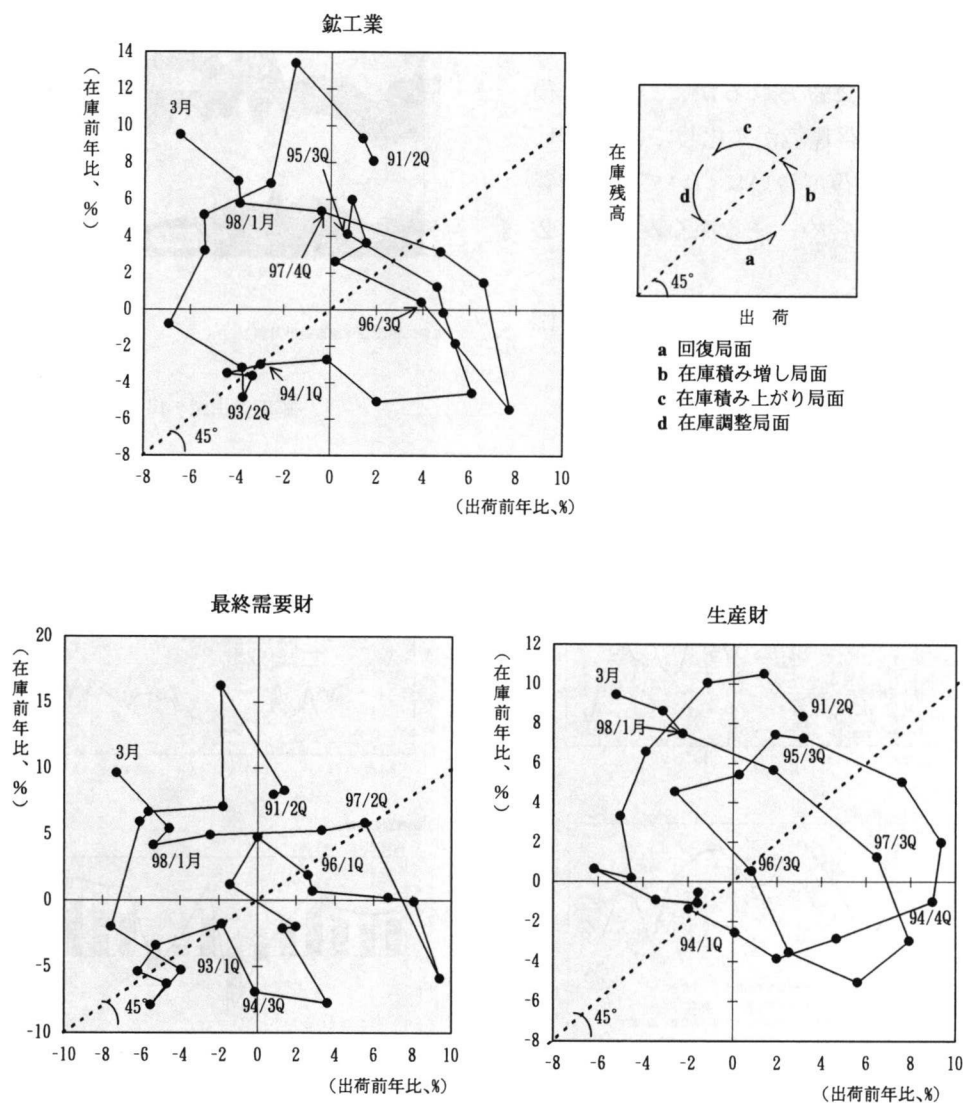 鉱工業
(在庫前年比、%)
14
12
10
8
6
4
2
0
-2
-4
-6
-8
3月
95/3Q
91/2Q
98/1月
97/4Q
96/3Q
94/1Q
93/2Q
45°
-8 -6 -4 -2 0 2 4 6 8 10
(出荷前年比、%)
在庫残高
c
d
b
a
45°
出荷
a 回復局面
b 在庫積み増し局面
c 在庫積み上がり局面
d 在庫調整局面
最終需要財
(在庫前年比、%)
20
15
10
5
0
-5
-10
3月
91/2Q
97/2Q
98/1月
96/1Q
93/1Q
94/3Q
45°
-10 -8 -6 -4 -2 0 2 4 6 8 10
(出荷前年比、%)
生産財
(在庫前年比、%)
12
10
8
6
4
2
0
-2
-4
-6
-8
3月
91/2Q
98/1月
95/3Q
97/3Q
96/3Q
94/4Q
94/1Q
45°
-8 -6 -4 -2 0 2 4 6 8 10
(出荷前年比、%)